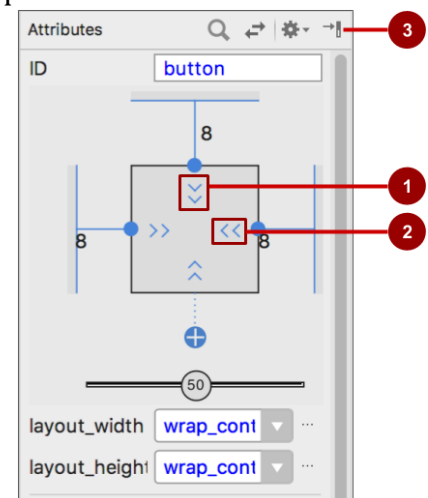 Attributes
3
ID button
8
1
8 8
2
50
layout_width wrap_cont
layout_height wrap_cont